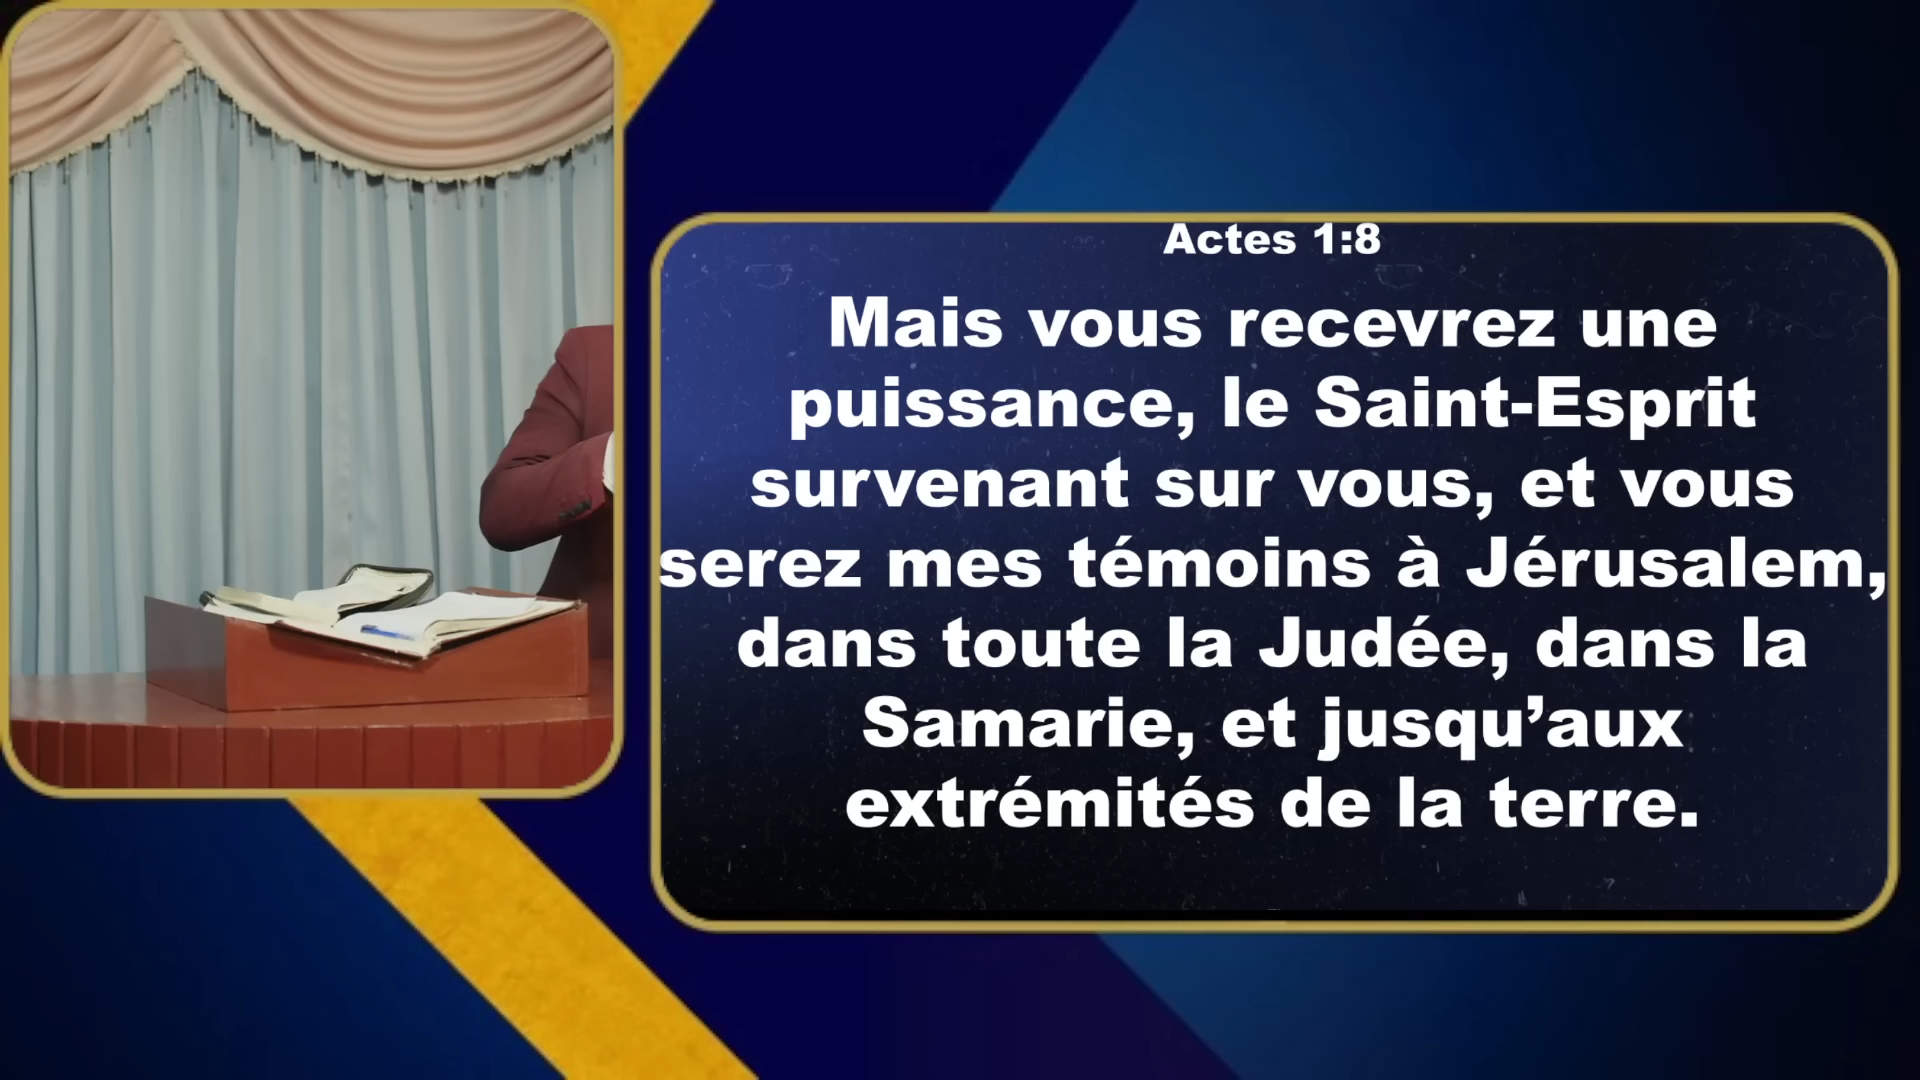 Actes 1:8
Mais vous recevrez une
puissance, le Saint-Esprit
survenant sur vous, et vous
serez mes témoins à Jérusalem,
dans toute la Judée, dans la
Samarie, et jusqu’aux
extrémités de la terre.